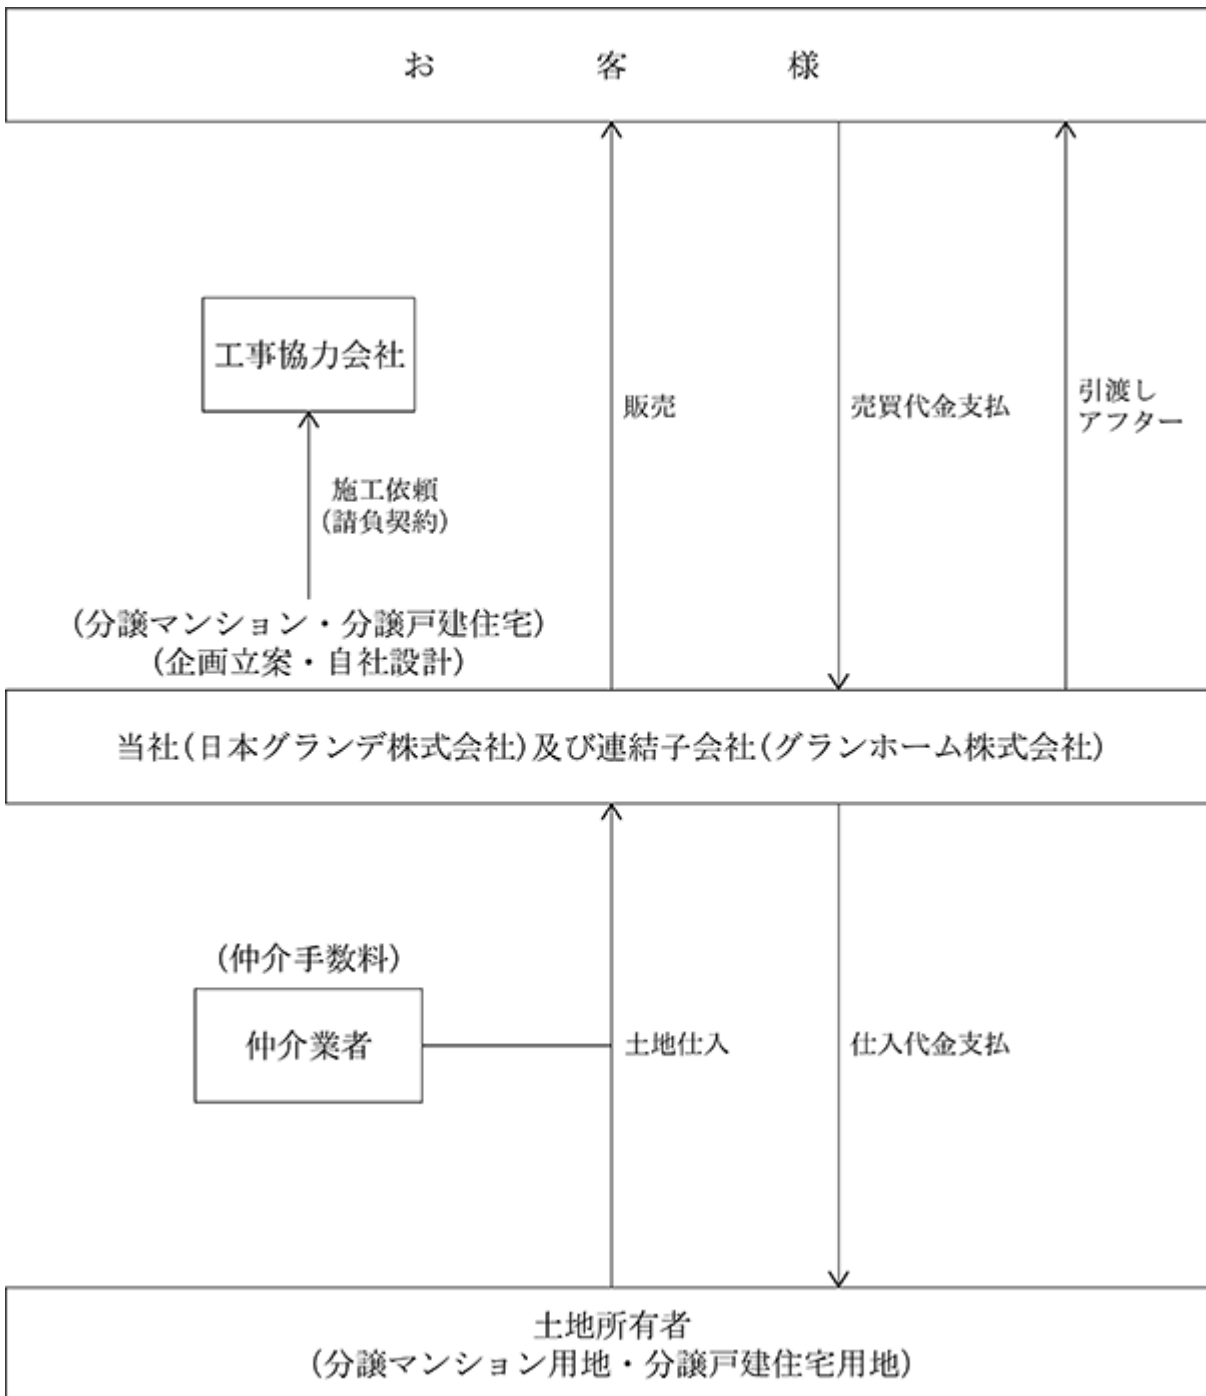 お客様
工事協力会社
販売
売買代金支払
引渡し
アフター
施工依頼
(請負契約)
(分譲マンション・分譲戸建住宅)
(企画立案・自社設計)
当社(日本グランデ株式会社)及び連結子会社(グランホーム株式会社)
(仲介手数料)
仲介業者
土地仕入
仕入代金支払
土地所有者
(分譲マンション用地・分譲戸建住宅用地)